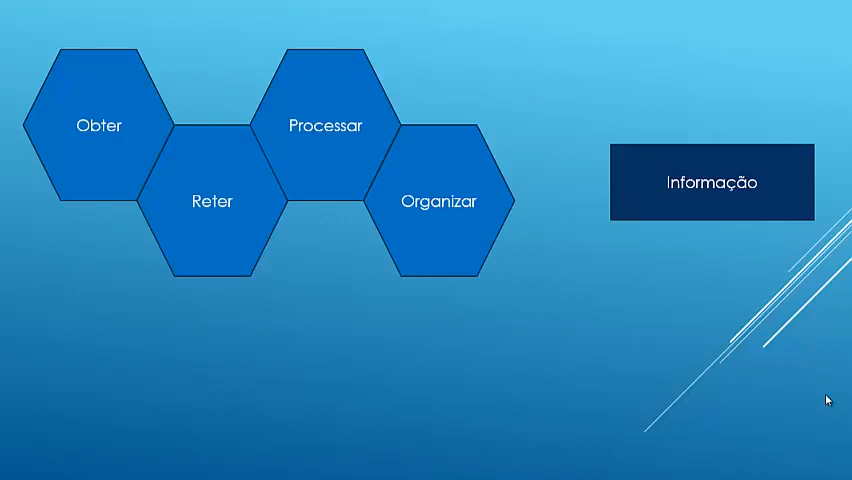 Obter
Reter
Processar
Organizar
Informação